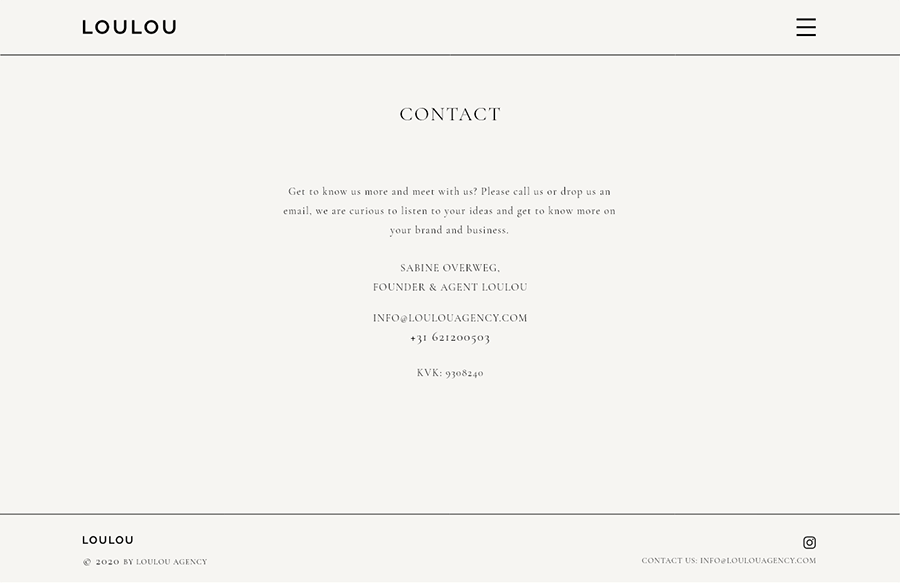 LOULOU
CONTACT
Get to know us more and meet with us? Please call us or drop us an
email, we are curious to listen to your ideas and get to know more on
your brand and business.
SABINE OVERWEG,
FOUNDER & AGENT LOULOU
INFO@LOULOUAGENCY.COM
+31 621200503
KVK: 9308240
LOULOU
© 2020 BY LOULOU AGENCY
CONTACT US: INFO@LOULOUAGENCY.COM